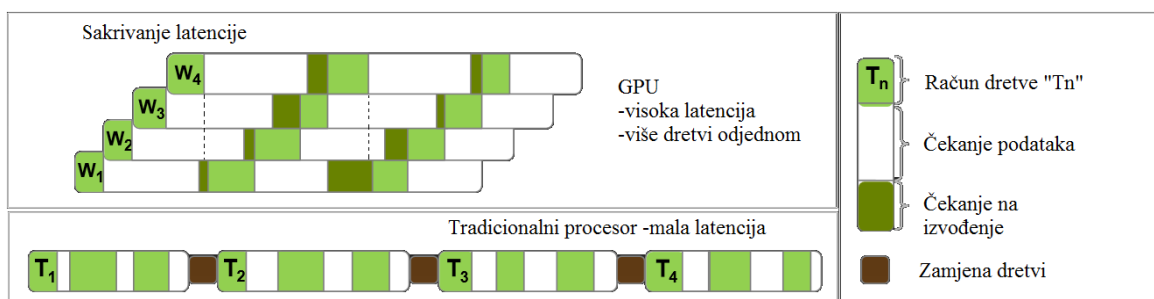 Sakrivanje latencije
W4
W3
W2
W1
GPU
-visoka latencija
-više dretvi odjednom
Tradicionalni procesor -mala latencija
T1
T2
T3
T4
Tn
Račun dretve "Tn"
Čekanje podataka
Čekanje na
izvođenje
Zamjena dretvi